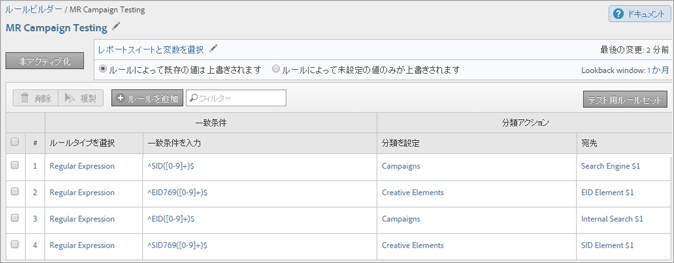 ルールビルダー / MR Campaign Testing
ドキュメント
MR Campaign Testing
非アクティブ化
レポートスイートと変数を選択
最後の変更: 2 分前
ルールによって既存の値は上書きされます
ルールによって未設定の値のみが上書きされます
Lookback window: 1か月
削除
複製
ルールを追加
フィルター
テスト用ルールセット
一致条件
分類アクション
# ルールタイプを選択 一致条件を入力 分類を設定 宛先
1 Regular Expression ^SID([0-9]+)$ Campaigns Search Engine $1
2 Regular Expression ^EID769([0-9]+)$ Creative Elements EID Element $1
3 Regular Expression ^EID([0-9]+)$ Campaigns Internal Search $1
4 Regular Expression ^SID769([0-9]+)$ Creative Elements SID Element $1